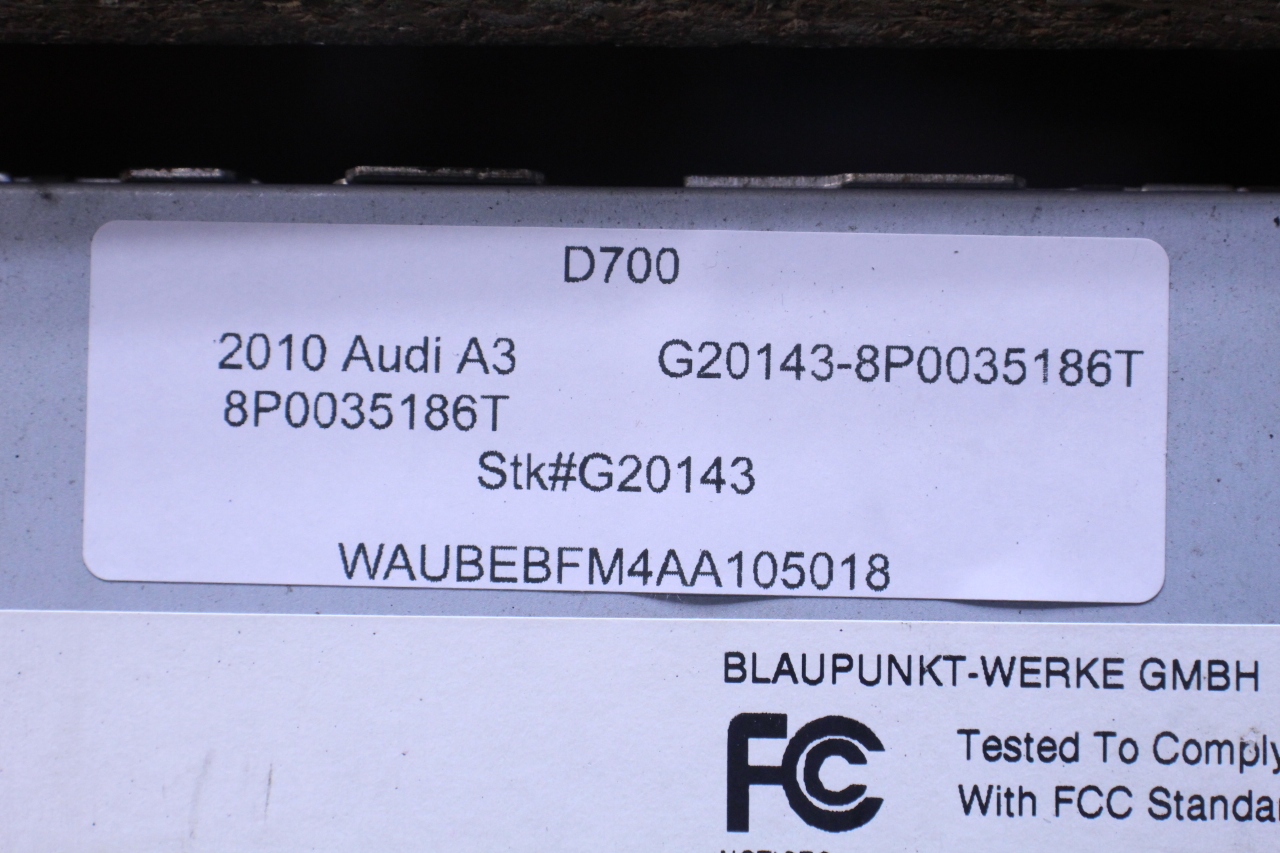 D700
2010 Audi A3 G20143-8P0035186T
8P0035186T
Stk#G20143
WAUBEBFM4AA105018
BLAUPUNKT-WERKE GMBH
FC Tested To Comply
With FCC Standar